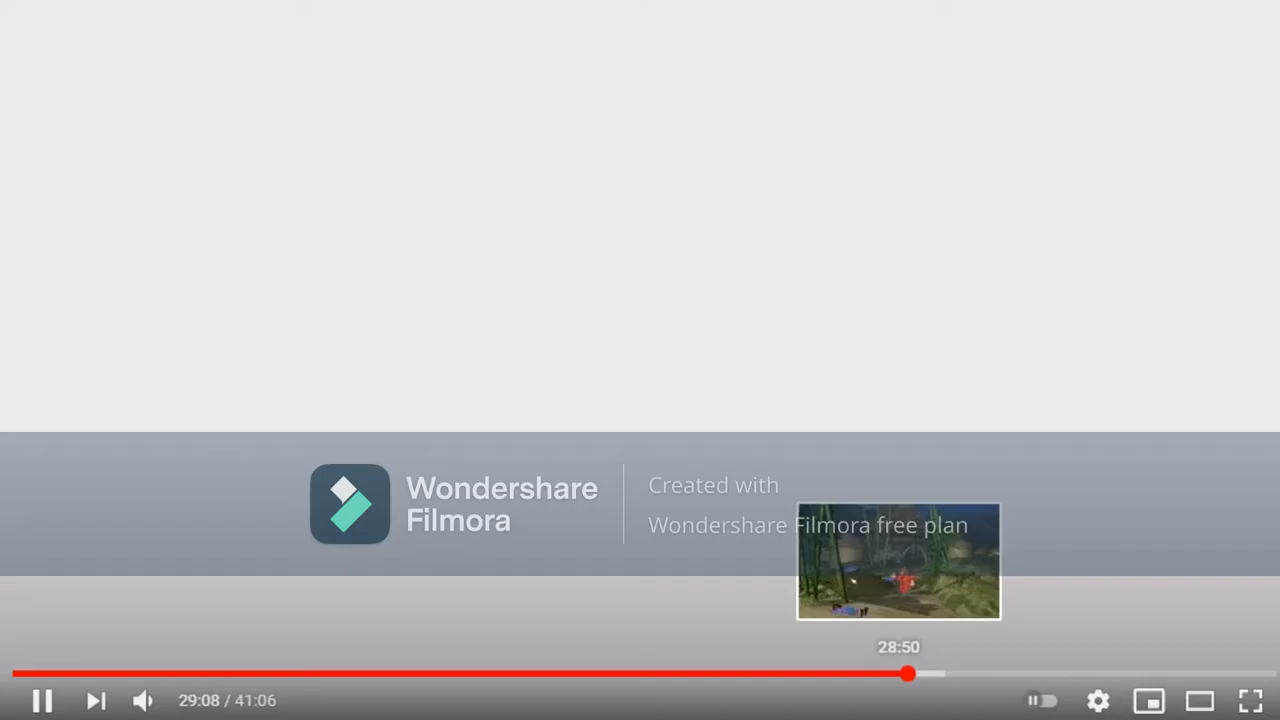 Wondershare
Filmora
Created with
Wondershare Filmora free plan
28:50
29:08 / 41:06